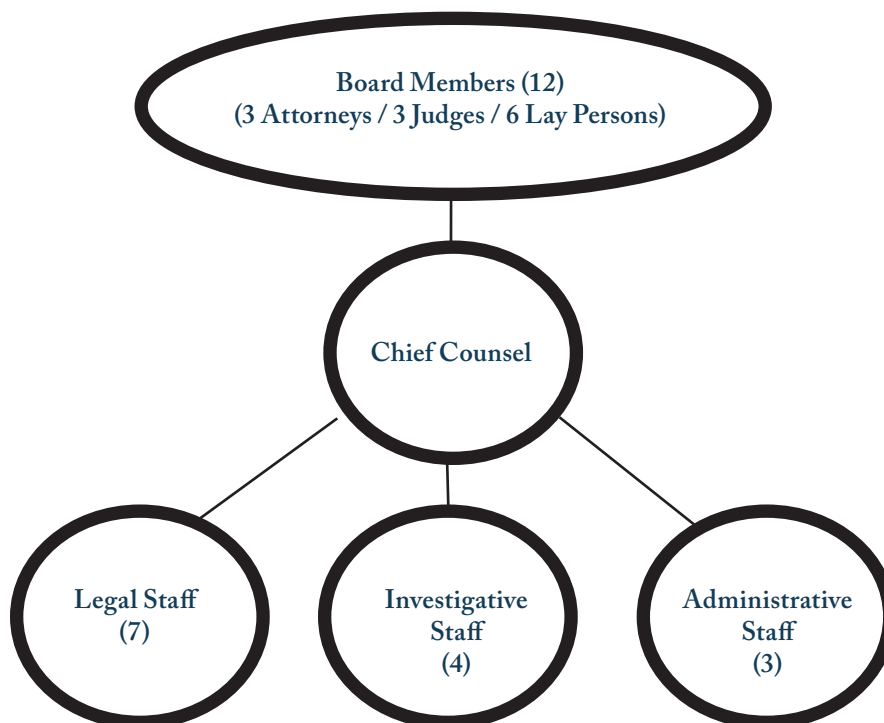 Board Members (12)
(3 Attorneys / 3 Judges / 6 Lay Persons)
Chief Counsel
Legal Staff
(7)
Investigative
Staff
(4)
Administrative
Staff
(3)